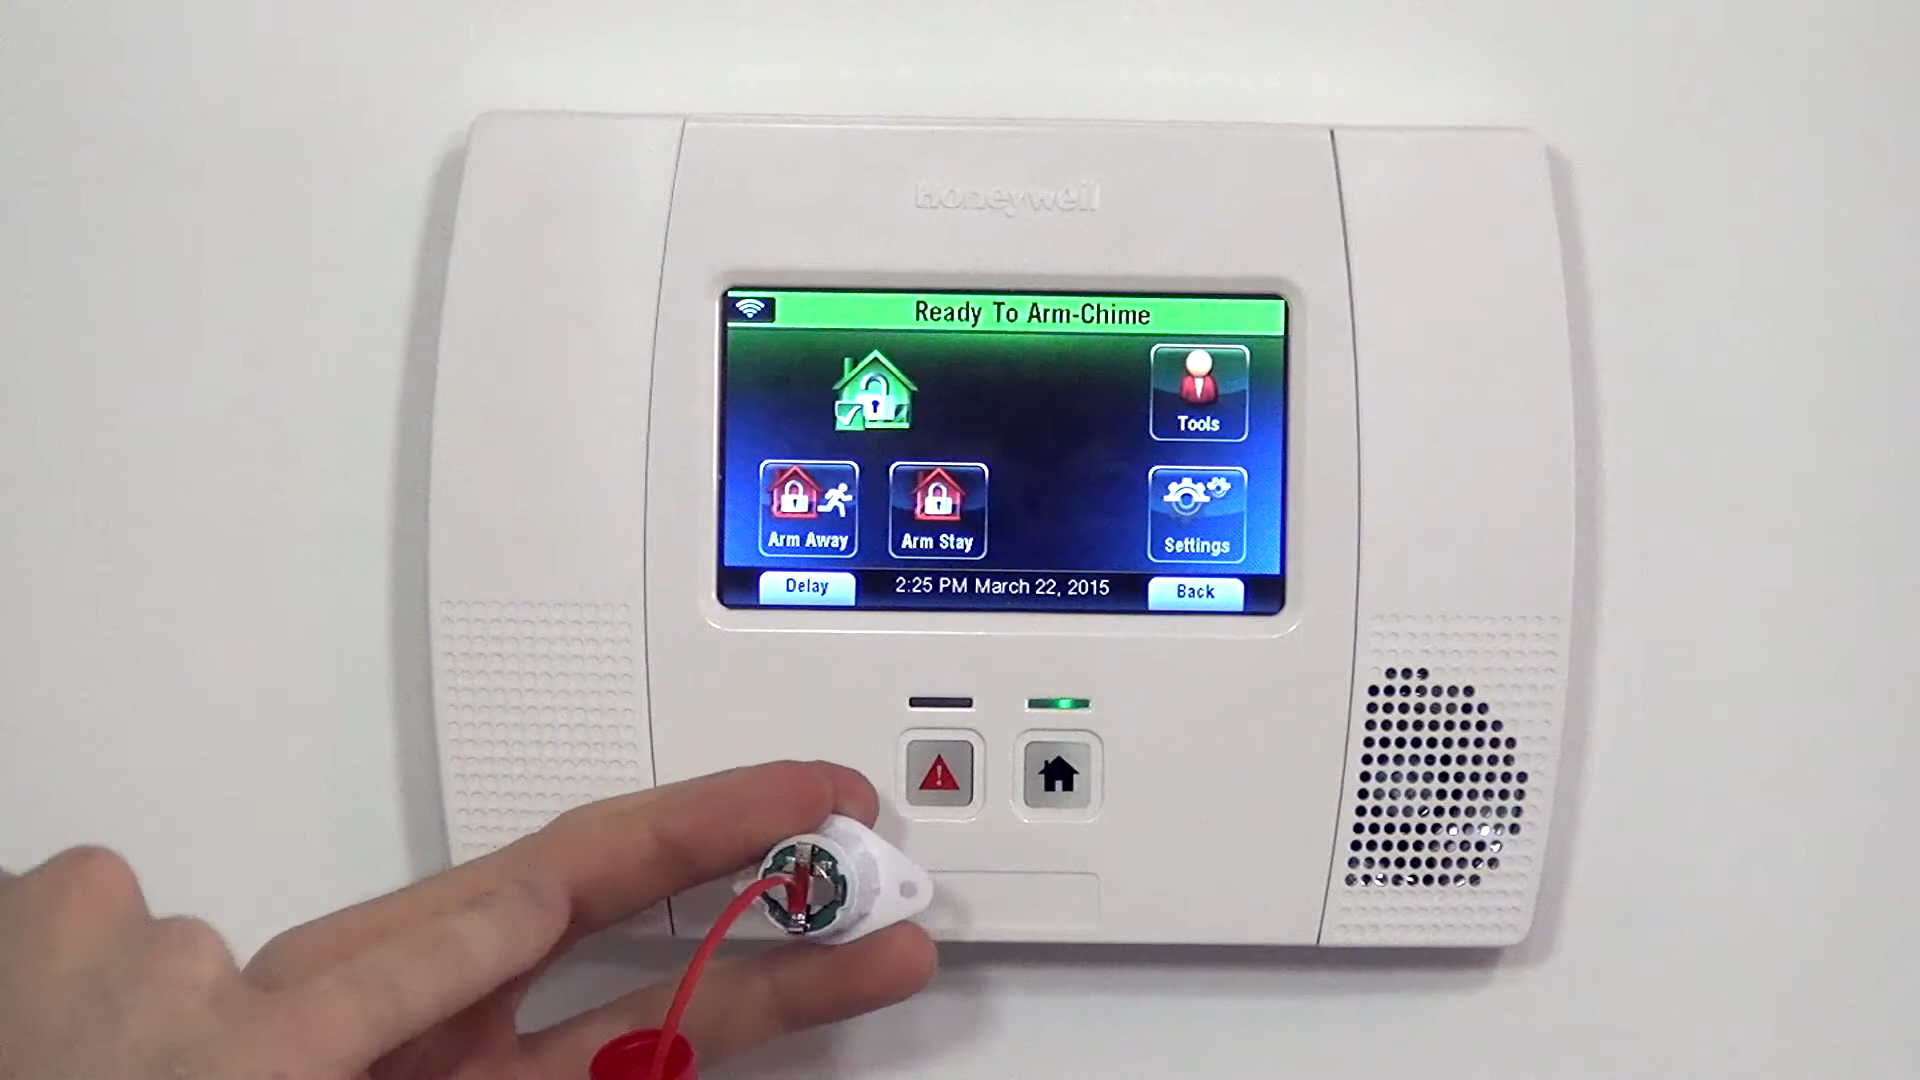 Honeywell
Ready To Arm-Chime
Tools
Arm Away
Arm Stay
Settings
Delay
2:25 PM March 22, 2015
Back